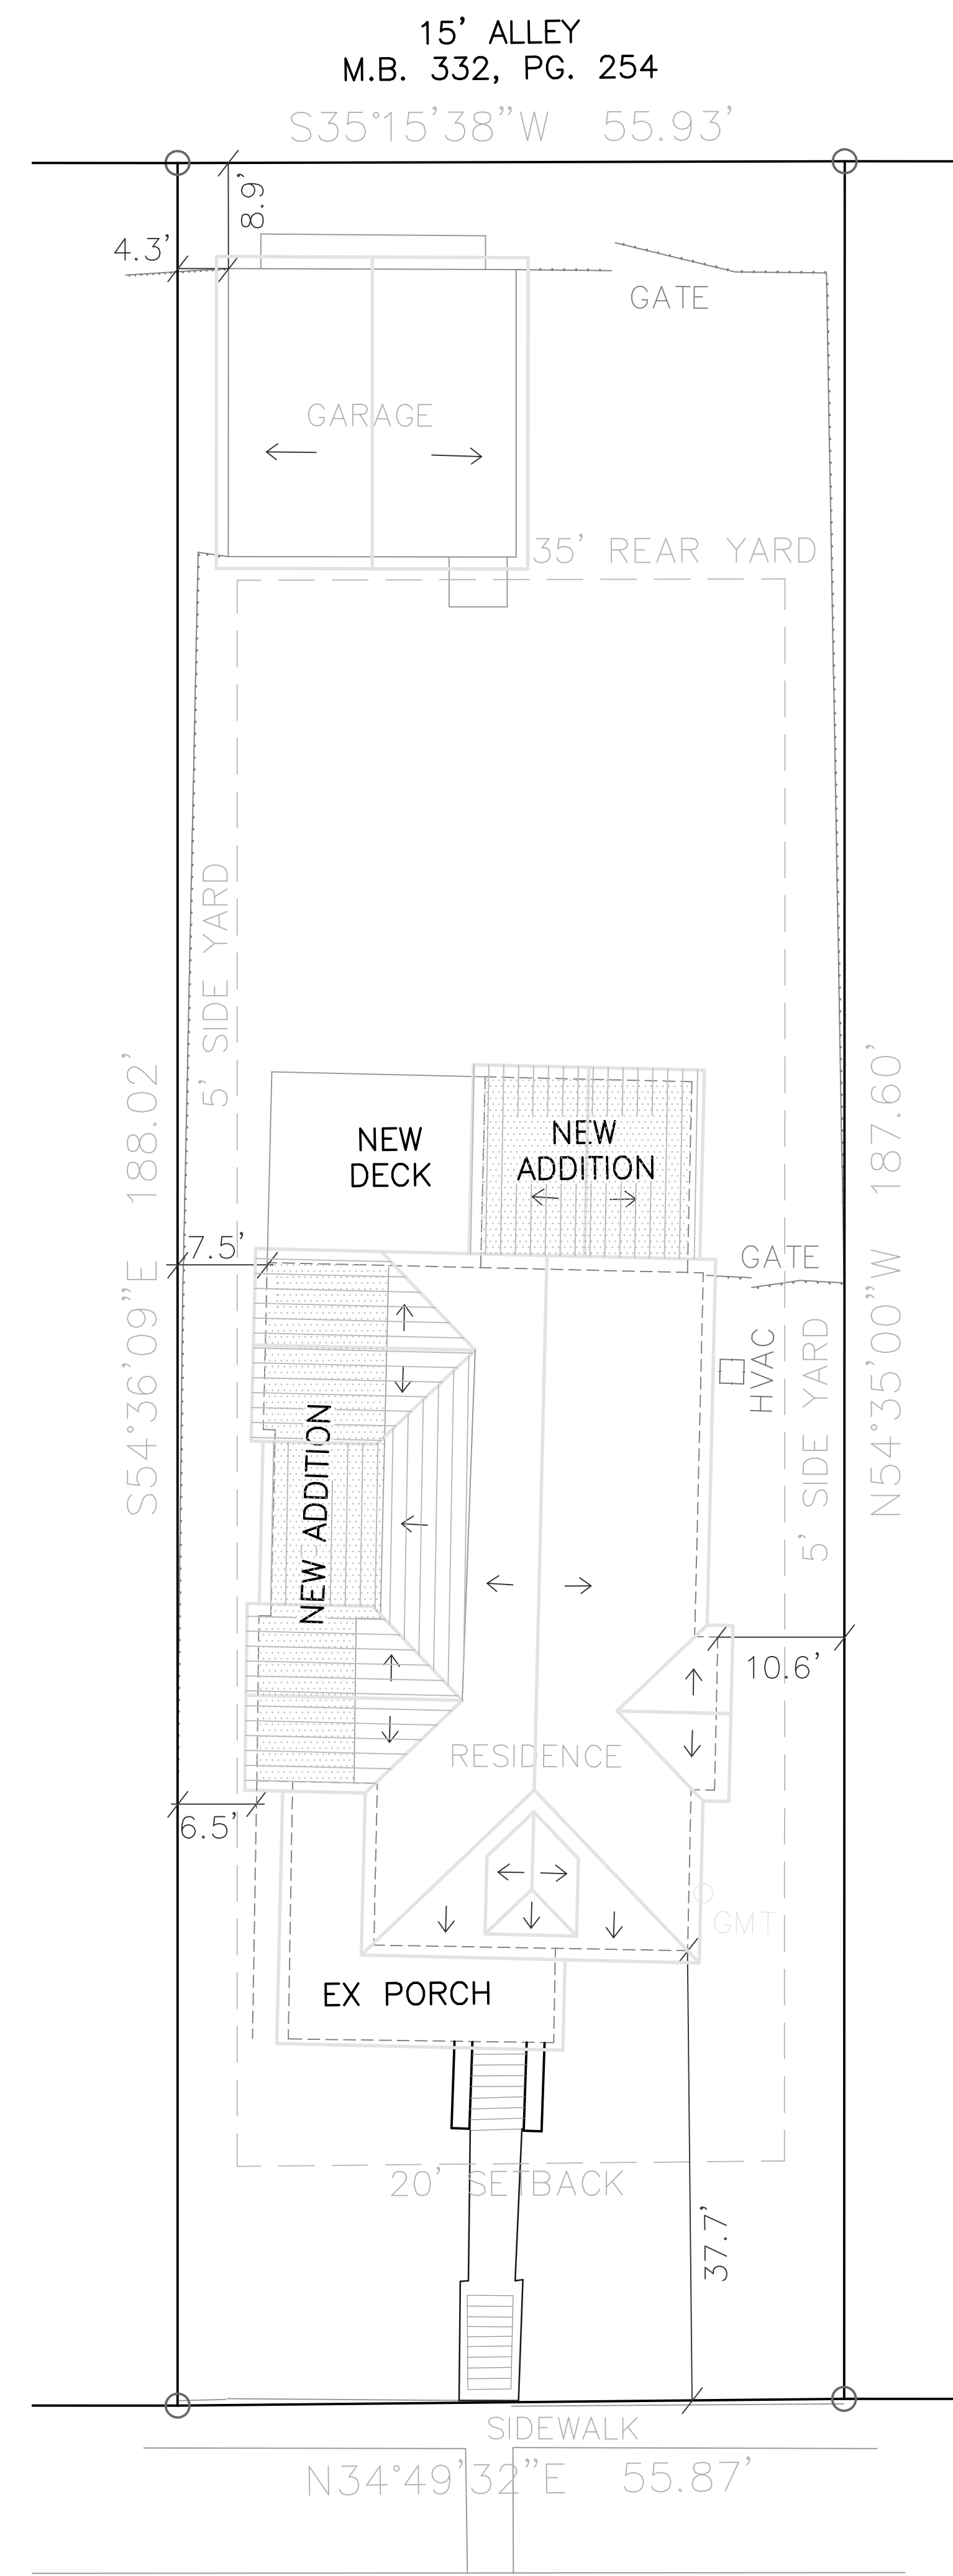 15' ALLEY
M.B. 332, PG. 254
S35°15'38"W 55.93'
8.9'
4.3'
GATE
GARAGE
35' REAR YARD
5' SIDE YARD
S54°36'09"E 188.02'
N54°35'00"W 187.60'
NEW
DECK
NEW
ADDITION
7.5'
GATE
HVAC
5' SIDE YARD
NEW ADDITION
10.6'
RESIDENCE
6.5'
GMT
EX PORCH
20' SETBACK
37.7'
SIDEWALK
N34°49'32"E 55.87'